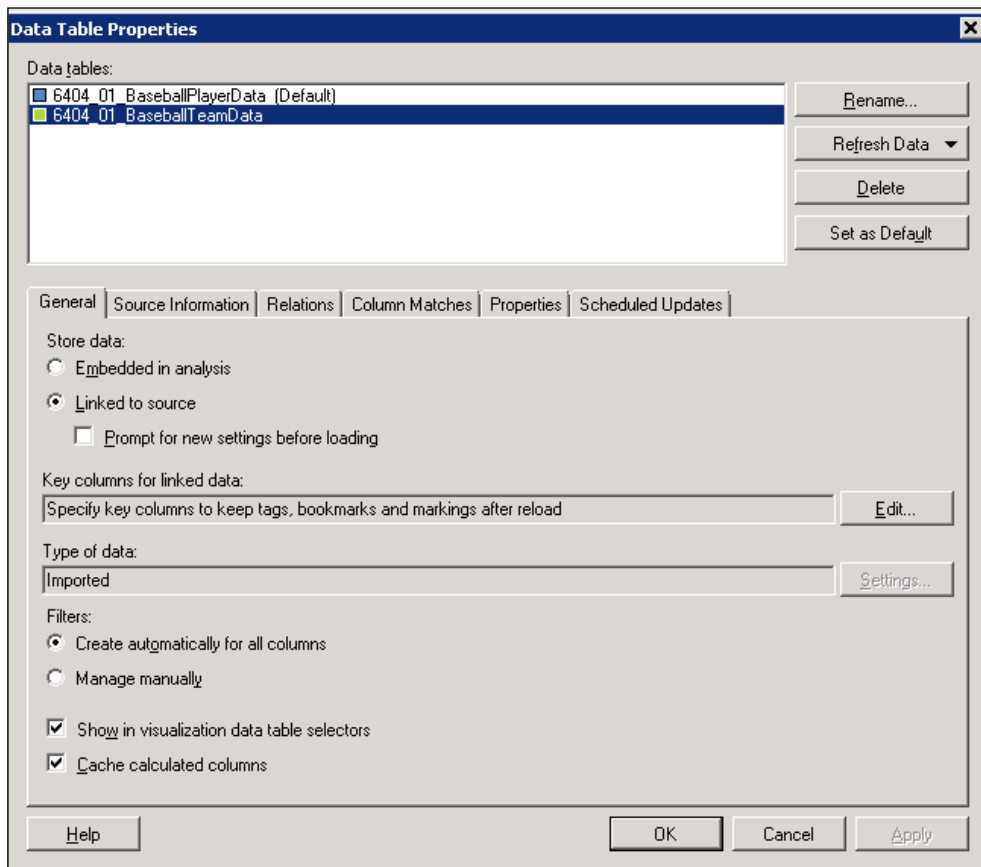 Data Table Properties
Data tables:
6404_01_BaseballPlayerData (Default)
6404_01_BaseballTeamData
Rename...
Refresh Data
Delete
Set as Default
General
Source Information
Relations
Column Matches
Properties
Scheduled Updates
Store data:
Embedded in analysis
Linked to source
Prompt for new settings before loading
Key columns for linked data:
Specify key columns to keep tags, bookmarks and markings after reload
Edit...
Type of data:
Imported
Settings...
Filters:
Create automatically for all columns
Manage manually
Show in visualization data table selectors
Cache calculated columns
Help
OK
Cancel
Apply